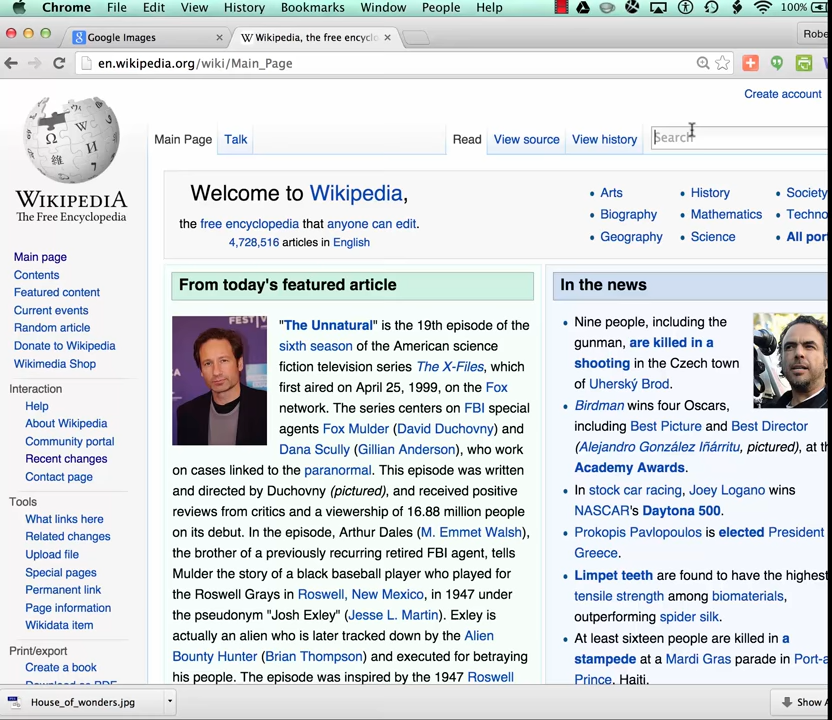 Chrome File Edit View History Bookmarks Window People Help 100%
Google Images
Wikipedia, the free encyclo
Robe
en.wikipedia.org/wiki/Main_Page
Create account
Main Page Talk Read View source View history Search
WIKIPEDIA
The Free Encyclopedia
Main page
Contents
Featured content
Current events
Random article
Donate to Wikipedia
Wikimedia Shop
Interaction
Help
About Wikipedia
Community portal
Recent changes
Contact page
Tools
What links here
Related changes
Upload file
Special pages
Permanent link
Page information
Wikidata item
Print/export
Create a book
Download as PDF
Welcome to Wikipedia,
the free encyclopedia that anyone can edit.
4,728,516 articles in English
Arts
Biography
Geography
History
Mathematics
Science
Society
Techno
All por
From today's featured article
"The Unnatural" is the 19th episode of the
sixth season of the American science
fiction television series The X-Files, which
first aired on April 25, 1999, on the Fox
network. The series centers on FBI special
agents Fox Mulder (David Duchovny) and
Dana Scully (Gillian Anderson), who work
on cases linked to the paranormal. This episode was written
and directed by Duchovny (pictured), and received positive
reviews from critics and a viewership of 16.88 million people
on its debut. In the episode, Arthur Dales (M. Emmet Walsh),
the brother of a previously recurring retired FBI agent, tells
Mulder the story of a black baseball player who played for
the Roswell Grays in Roswell, New Mexico, in 1947 under
the pseudonym "Josh Exley" (Jesse L. Martin). Exley is
actually an alien who is later tracked down by the Alien
Bounty Hunter (Brian Thompson) and executed for betraying
his people. The episode was inspired by the 1947 Roswell
In the news
Nine people, including the
gunman, are killed in a
shooting in the Czech town
of Uherský Brod.
Birdman wins four Oscars,
including Best Picture and Best Director
(Alejandro González Iñárritu, pictured), at th
Academy Awards.
In stock car racing, Joey Logano wins
NASCAR's Daytona 500.
Prokopis Pavlopoulos is elected President
Greece.
Limpet teeth are found to have the highest
tensile strength among biomaterials,
outperforming spider silk.
At least sixteen people are killed in a
stampede at a Mardi Gras parade in Port-a
Prince, Haiti.
House_of_wonders.jpg
Show A